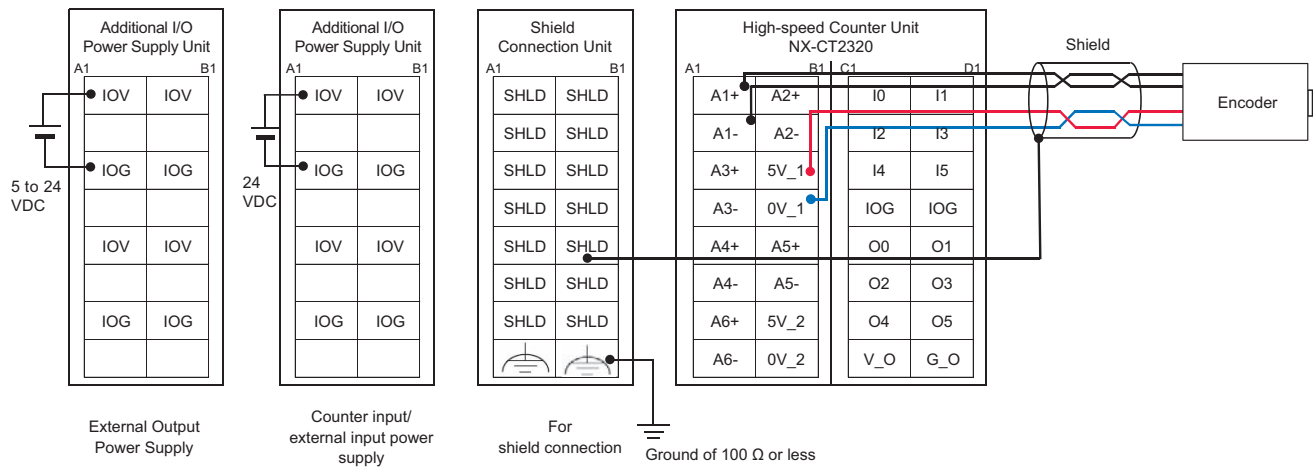 Additional I/O
Power Supply Unit
A1 B1
IOV IOV
IOG IOG
IOV IOV
IOG IOG
5 to 24
VDC
External Output
Power Supply
Additional I/O
Power Supply Unit
A1 B1
IOV IOV
IOG IOG
IOV IOV
IOG IOG
24
VDC
Counter input/
external input power
supply
Shield
Connection Unit
A1 B1
SHLD SHLD
SHLD SHLD
SHLD SHLD
SHLD SHLD
SHLD SHLD
SHLD SHLD
SHLD SHLD
For
shield connection
Ground of 100 Ω or less
High-speed Counter Unit
NX-CT2320
A1 B1 C1 D1
A1+ A2+ I0 I1
A1- A2- I2 I3
A3+ 5V_1 I4 I5
A3- 0V_1 IOG IOG
A4+ A5+ O0 O1
A4- A5- O2 O3
A6+ 5V_2 O4 O5
A6- 0V_2 V_O G_O
Shield
Encoder